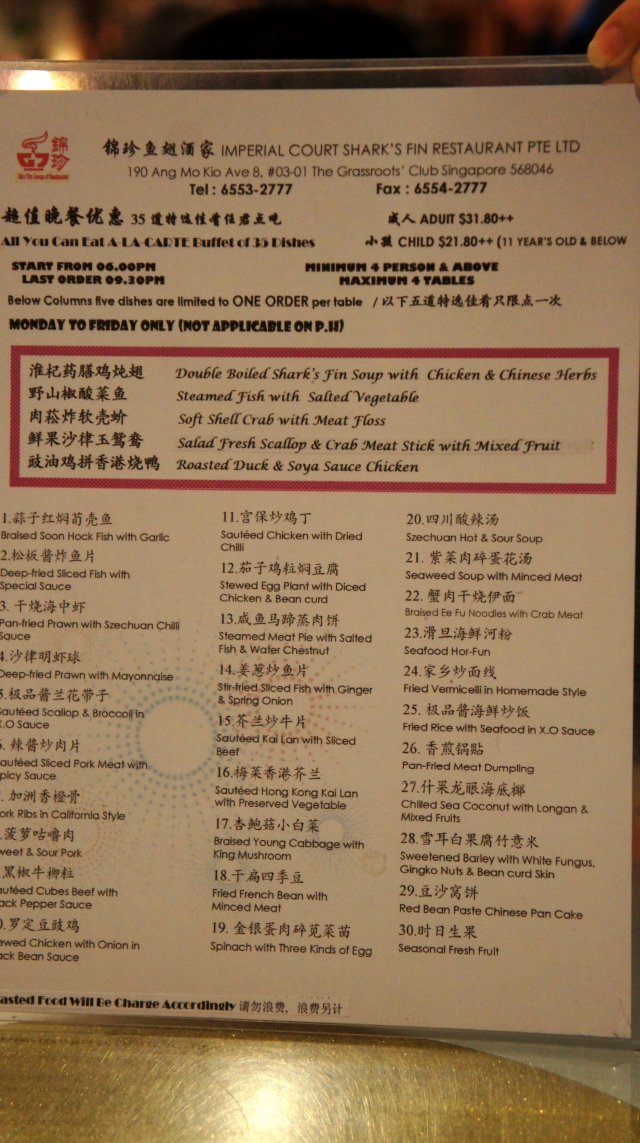 錦珍
錦珍鱼翅酒家 IMPERIAL COURT SHARK'S FIN RESTAURANT PTE LTD
190 Ang Mo Kio Ave 8, #03-01 The Grassroots' Club Singapore 568046
Tel : 6553-2777 Fax : 6554-2777
超值晚餐优惠 35 道特选佳肴任君点吃 成人 ADUIT $31.80++
All You Can Eat A-LA-CARTE Buffet of 35 Dishes 小孩 CHILD $21.80++ (11 YEAR'S OLD & BELOW
START FROM 06.00PM MINIMUM 4 PERSON & ABOVE
LAST ORDER 09.30PM MAXIMUM 4 TABLES
Below Columns five dishes are limited to ONE ORDER per table / 以下五道特选佳肴只限点一次
MONDAY TO FRIDAY ONLY (NOT APPLICABLE ON P.H)
淮杞药膳鸡炖翅 Double Boiled Shark's Fin Soup with Chicken & Chinese Herbs
野山椒酸菜鱼 Steamed Fish with Salted Vegetable
肉菘炸软壳蚧 Soft Shell Crab with Meat Floss
鲜果沙律玉鸳鸯 Salad Fresh Scallop & Crab Meat Stick with Mixed Fruit
豉油鸡拼香港烧鸭 Roasted Duck & Soya Sauce Chicken
1.蒜子红焖荀壳鱼
Braised Soon Hock Fish with Garlic
2.松板酱炸鱼片
Deep-fried Sliced Fish with
Special Sauce
3. 干烧海中虾
Pan-fried Prawn with Szechuan Chilli
Sauce
4.沙律明虾球
Deep-fried Prawn with Mayonnaise
5.极品酱兰花带子
Sautéed Scallop & Broccoli in
X.O Sauce
. 辣酱炒肉片
Sautéed Sliced Pork Meat with
Spicy Sauce
. 加洲香橙骨
Pork Ribs in California Style
.菠萝咕噜肉
Sweet & Sour Pork
.黑椒牛柳粒
autéed Cubes Beef with
ack Pepper Sauce
0.罗定豆豉鸡
ewed Chicken with Onion in
ack Bean Sauce
11.宫保炒鸡丁
Sautéed Chicken with Dried
Chilli
12.茄子鸡粒焖豆腐
Stewed Egg Plant with Diced
Chicken & Bean curd
13.咸鱼马蹄蒸肉饼
Steamed Meat Pie with Salted
Fish & Water Chestnut
14.姜葱炒鱼片
Stir-fried Sliced Fish with Ginger
& Spring Onion
15.芥兰炒牛片
Sautéed Kai Lan with Sliced
Beef
16.梅菜香港芥兰
Sautéed Hong Kong Kai Lan
with Preserved Vegetable
17.杏鲍菇小白菜
Braised Young Cabbage with
King Mushroom
18.干扁四季豆
Fried French Bean with
Minced Meat
19. 金银蛋肉碎苋菜苗
Spinach with Three Kinds of Egg
20.四川酸辣汤
Szechuan Hot & Sour Soup
21. 紫菜肉碎蛋花汤
Seaweed Soup with Minced Meat
22. 蟹肉干烧伊面
Braised Ee Fu Noodles with Crab Meat
23.滑旦海鲜河粉
Seafood Hor-Fun
24.家乡炒面线
Fried Vermicelli in Homemade Style
25. 极品酱海鲜炒饭
Fried Rice with Seafood in X.O Sauce
26. 香煎锅贴
Pan-Fried Meat Dumpling
27.什果龙眼海底椰
Chilled Sea Coconut with Longan &
Mixed Fruits
28.雪耳白果腐竹意米
Sweetened Barley with White Fungus,
Gingko Nuts & Bean curd Skin
29.豆沙窝饼
Red Bean Paste Chinese Pan Cake
30.时日生果
Seasonal Fresh Fruit
asted Food Will Be Charge Accordingly 请勿浪费，浪费另计